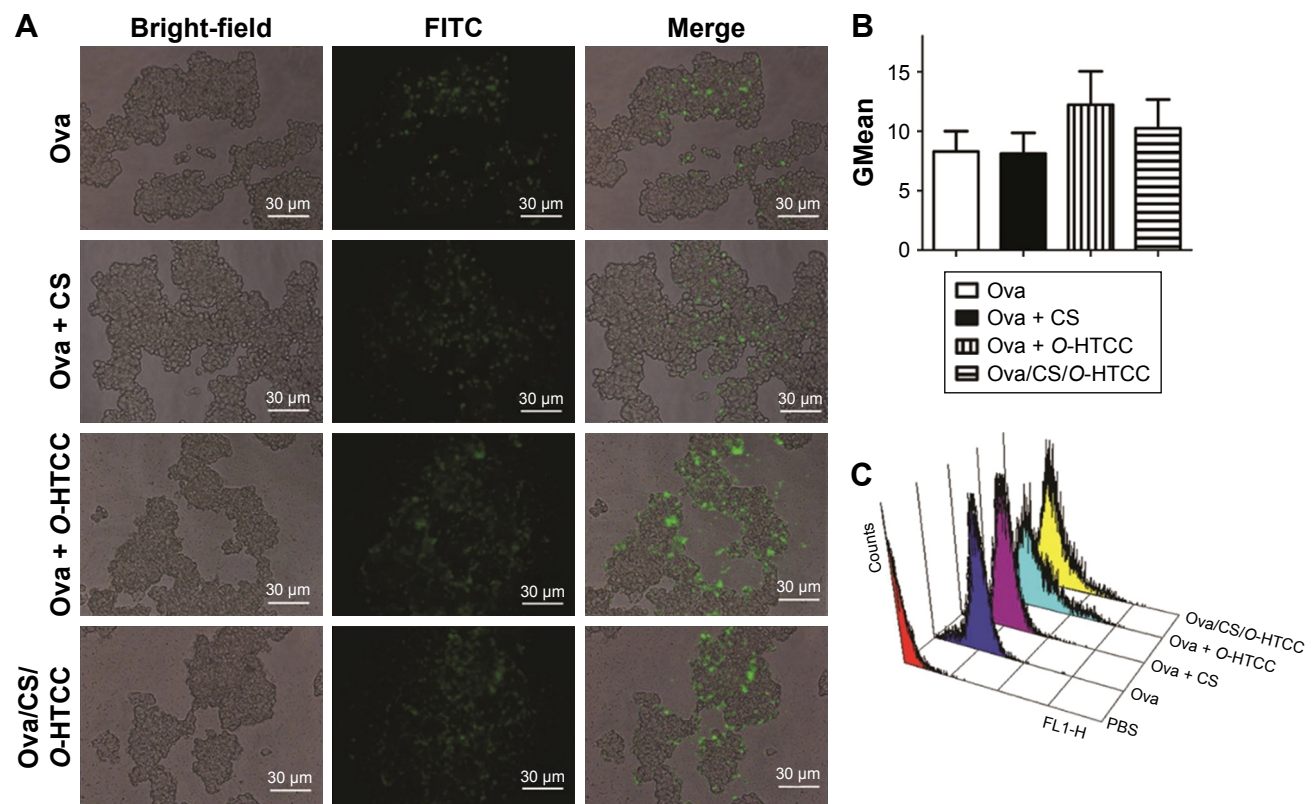 A
Bright-field
FITC
Merge
Ova
30 µm
30 µm
30 µm
Ova + CS
30 µm
30 µm
30 µm
Ova + O-HTCC
30 µm
30 µm
30 µm
Ova/CS/
O-HTCC
30 µm
30 µm
30 µm
B
GMean
15
10
5
0
Ova
Ova + CS
Ova + O-HTCC
Ova/CS/O-HTCC
C
Counts
Ova/CS/O-HTCC
Ova + O-HTCC
Ova + CS
Ova
PBS
FL1-H